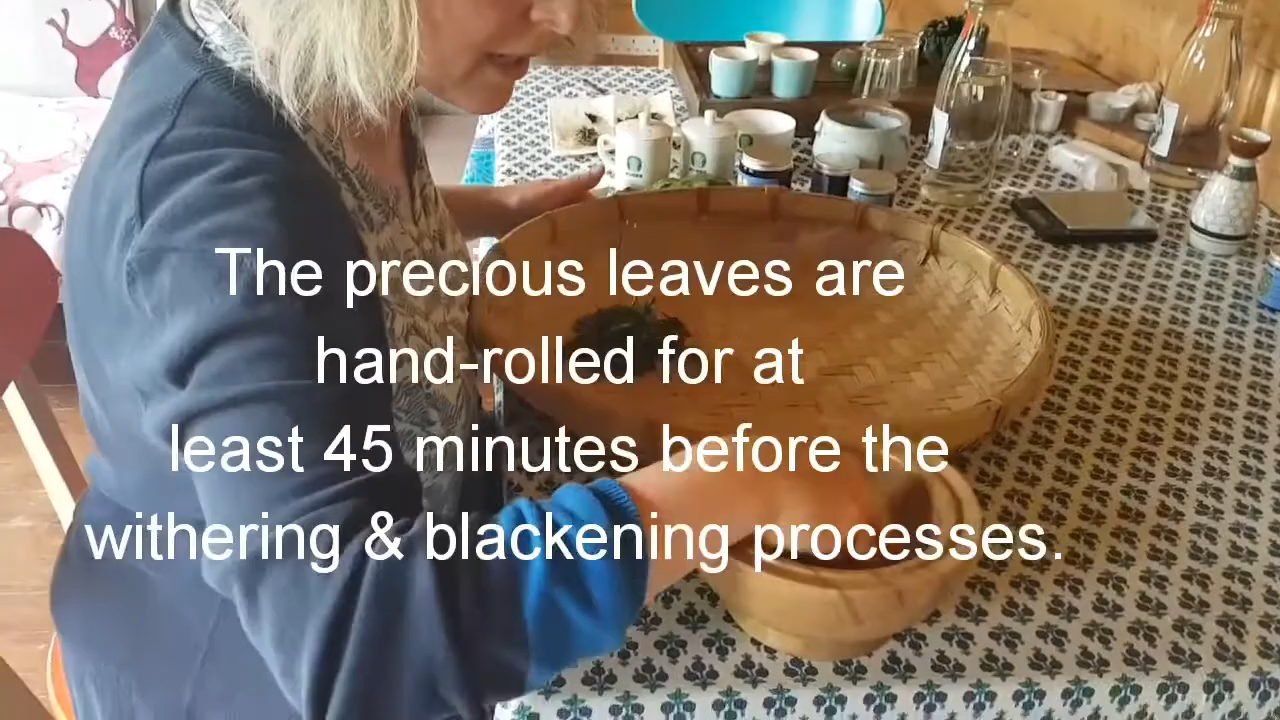 The precious leaves are
hand-rolled for at
least 45 minutes before the
withering & blackening processes.